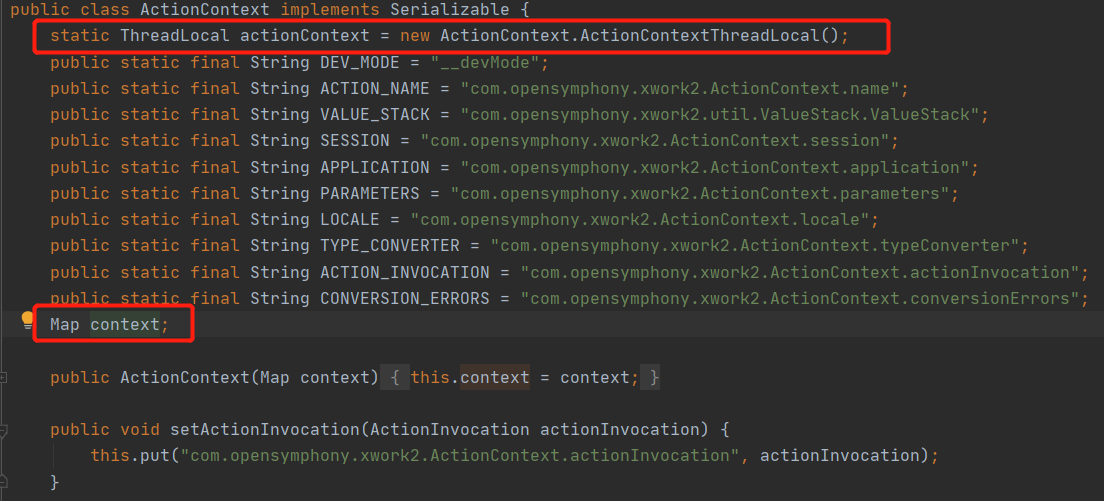 public class ActionContext implements Serializable {
static ThreadLocal actionContext = new ActionContext.ActionContextThreadLocal();
public static final String DEV_MODE = "__devMode";
public static final String ACTION_NAME = "com.opensymphony.xwork2.ActionContext.name";
public static final String VALUE_STACK = "com.opensymphony.xwork2.util.ValueStack.ValueStack";
public static final String SESSION = "com.opensymphony.xwork2.ActionContext.session";
public static final String APPLICATION = "com.opensymphony.xwork2.ActionContext.application";
public static final String PARAMETERS = "com.opensymphony.xwork2.ActionContext.parameters";
public static final String LOCALE = "com.opensymphony.xwork2.ActionContext.locale";
public static final String TYPE_CONVERTER = "com.opensymphony.xwork2.ActionContext.typeConverter";
public static final String ACTION_INVOCATION = "com.opensymphony.xwork2.ActionContext.actionInvocation";
public static final String CONVERSION_ERRORS = "com.opensymphony.xwork2.ActionContext.conversionErrors";
Map context;
public ActionContext(Map context) { this.context = context; }
public void setActionInvocation(ActionInvocation actionInvocation) {
this.put("com.opensymphony.xwork2.ActionContext.actionInvocation", actionInvocation);
}